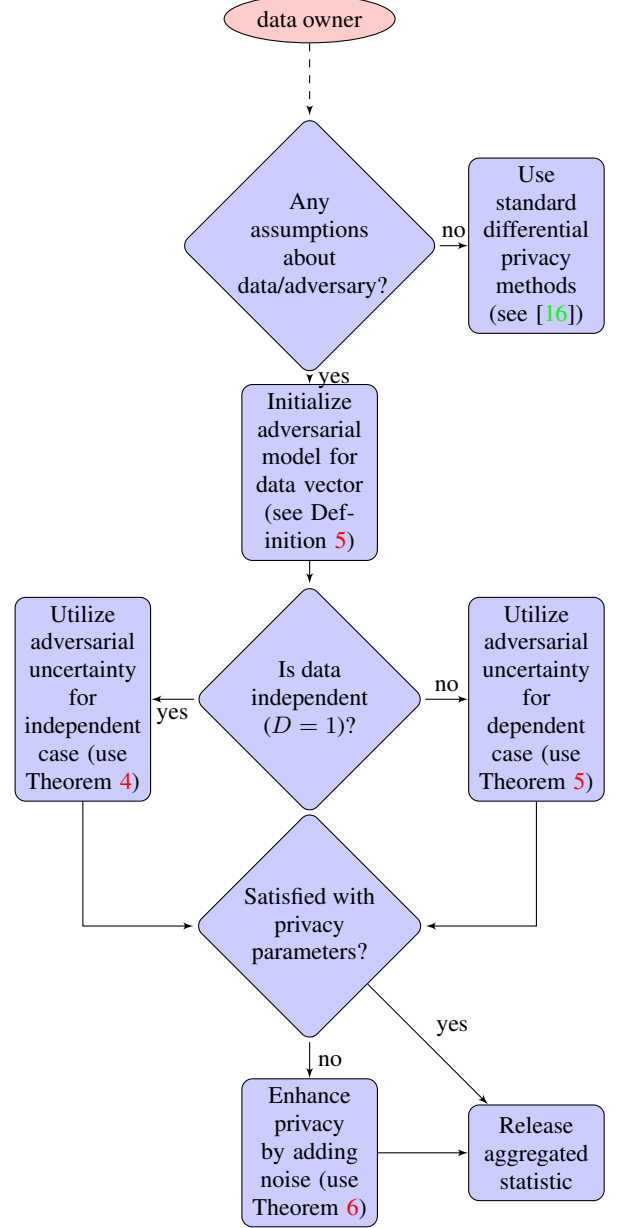 data owner
Any
assumptions
about
data/adversary?
no
Use
standard
differential
privacy
methods
(see [16])
yes
Initialize
adversarial
model for
data vector
(see Def-
inition 5)
Utilize
adversarial
uncertainty
for
independent
case (use
Theorem 4)
yes
Is data
independent
(D = 1)?
no
Utilize
adversarial
uncertainty
for
dependent
case (use
Theorem 5)
Satisfied with
privacy
parameters?
yes
no
Enhance
privacy
by adding
noise (use
Theorem 6)
Release
aggregated
statistic